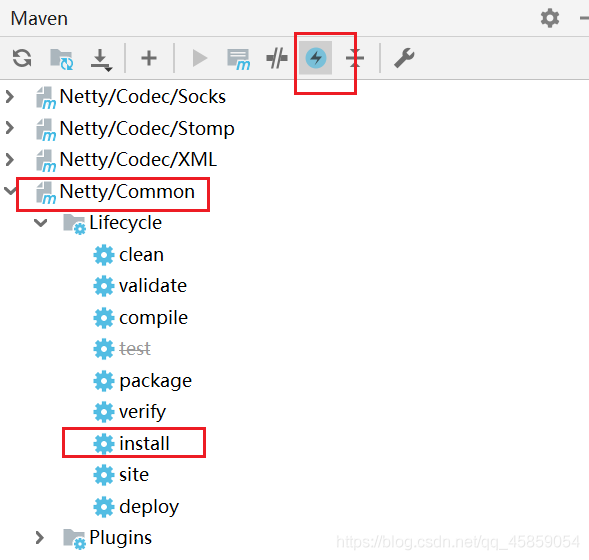 Maven
Netty/Codec/Socks
Netty/Codec/Stomp
Netty/Codec/XML
Netty/Common
Lifecycle
clean
validate
compile
test
package
verify
install
site
deploy
Plugins
https://blog.csdn.net/qq_45859054